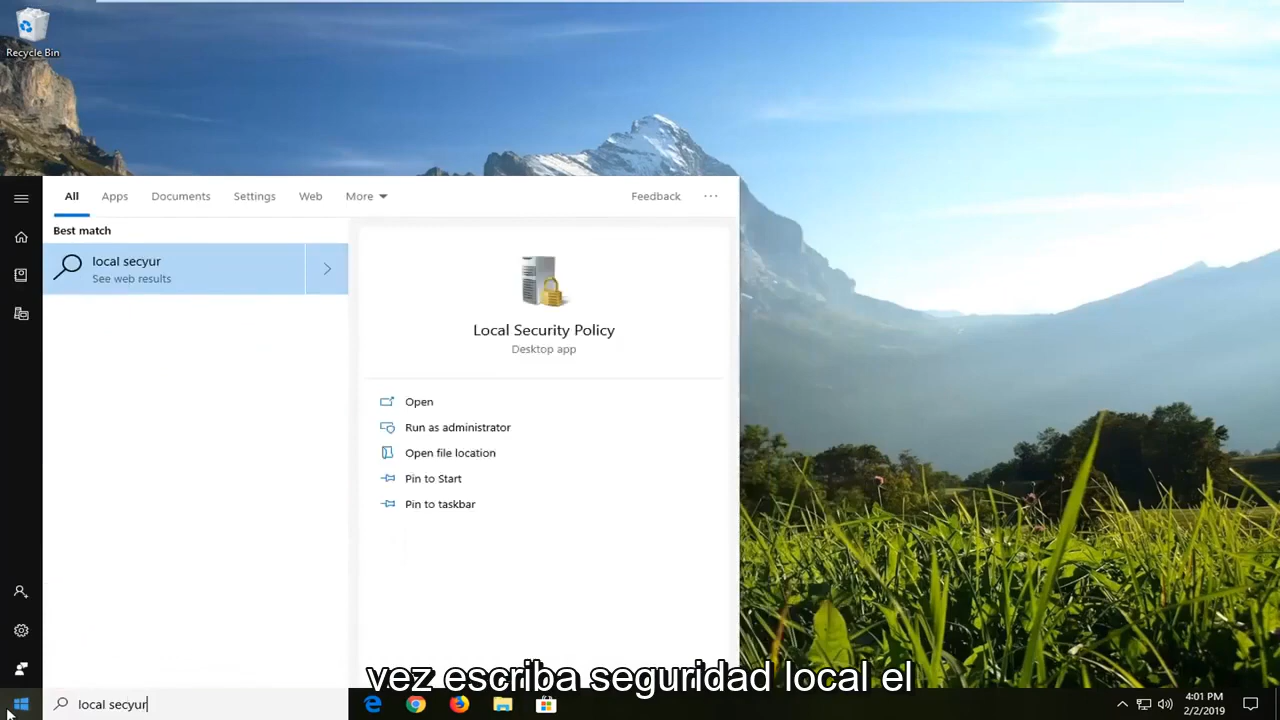 Recycle Bin
All Apps Documents Settings Web More Feedback ...
Best match
local secyur
See web results
Local Security Policy
Desktop app
Open
Run as administrator
Open file location
Pin to Start
Pin to taskbar
vez escriba seguridad local el
local secyur
4:01 PM
2/2/2019